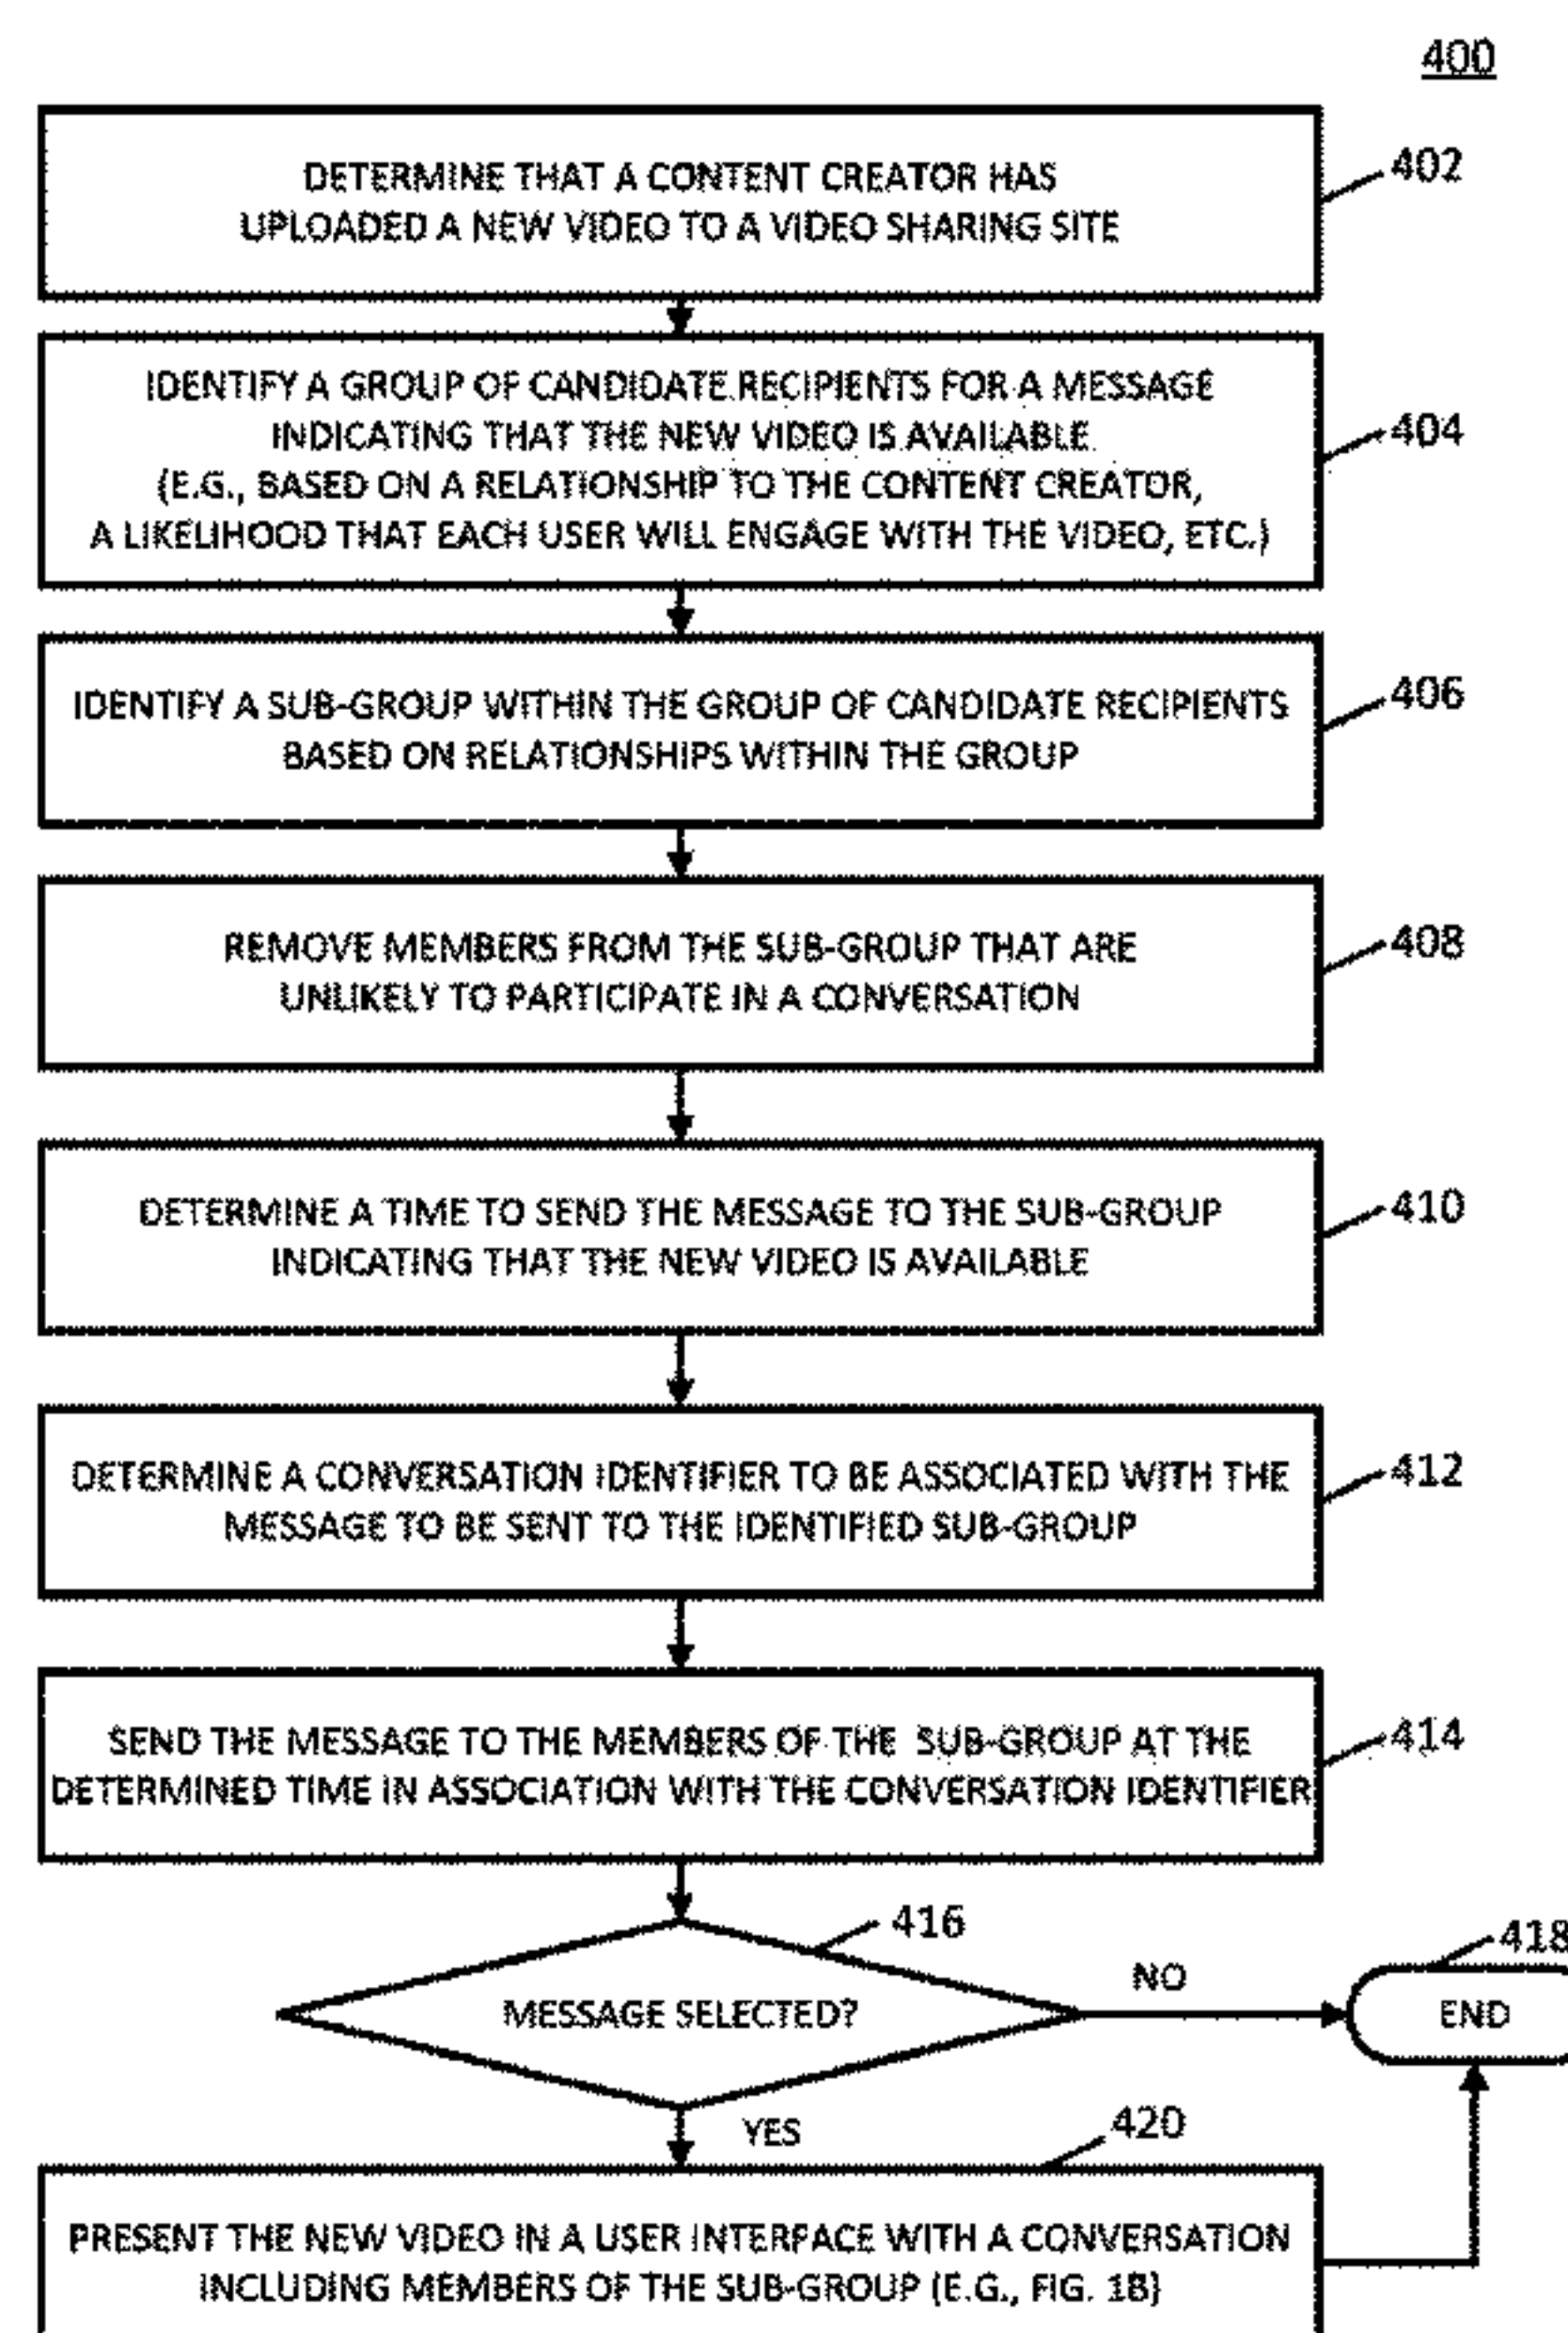 400
DETERMINE THAT A CONTENT CREATOR HAS
UPLOADED A NEW VIDEO TO A VIDEO SHARING SITE
402
IDENTIFY A GROUP OF CANDIDATE RECIPIENTS FOR A MESSAGE
INDICATING THAT THE NEW VIDEO IS AVAILABLE
(E.G., BASED ON A RELATIONSHIP TO THE CONTENT CREATOR,
A LIKELIHOOD THAT EACH USER WILL ENGAGE WITH THE VIDEO, ETC.)
404
IDENTIFY A SUB-GROUP WITHIN THE GROUP OF CANDIDATE RECIPIENTS
BASED ON RELATIONSHIPS WITHIN THE GROUP
406
REMOVE MEMBERS FROM THE SUB-GROUP THAT ARE
UNLIKELY TO PARTICIPATE IN A CONVERSATION
408
DETERMINE A TIME TO SEND THE MESSAGE TO THE SUB-GROUP
INDICATING THAT THE NEW VIDEO IS AVAILABLE
410
DETERMINE A CONVERSATION IDENTIFIER TO BE ASSOCIATED WITH THE
MESSAGE TO BE SENT TO THE IDENTIFIED SUB-GROUP
412
SEND THE MESSAGE TO THE MEMBERS OF THE SUB-GROUP AT THE
DETERMINED TIME IN ASSOCIATION WITH THE CONVERSATION IDENTIFIER
414
416
MESSAGE SELECTED?
NO
418
END
YES
420
PRESENT THE NEW VIDEO IN A USER INTERFACE WITH A CONVERSATION
INCLUDING MEMBERS OF THE SUB-GROUP (E.G., FIG. 1B)